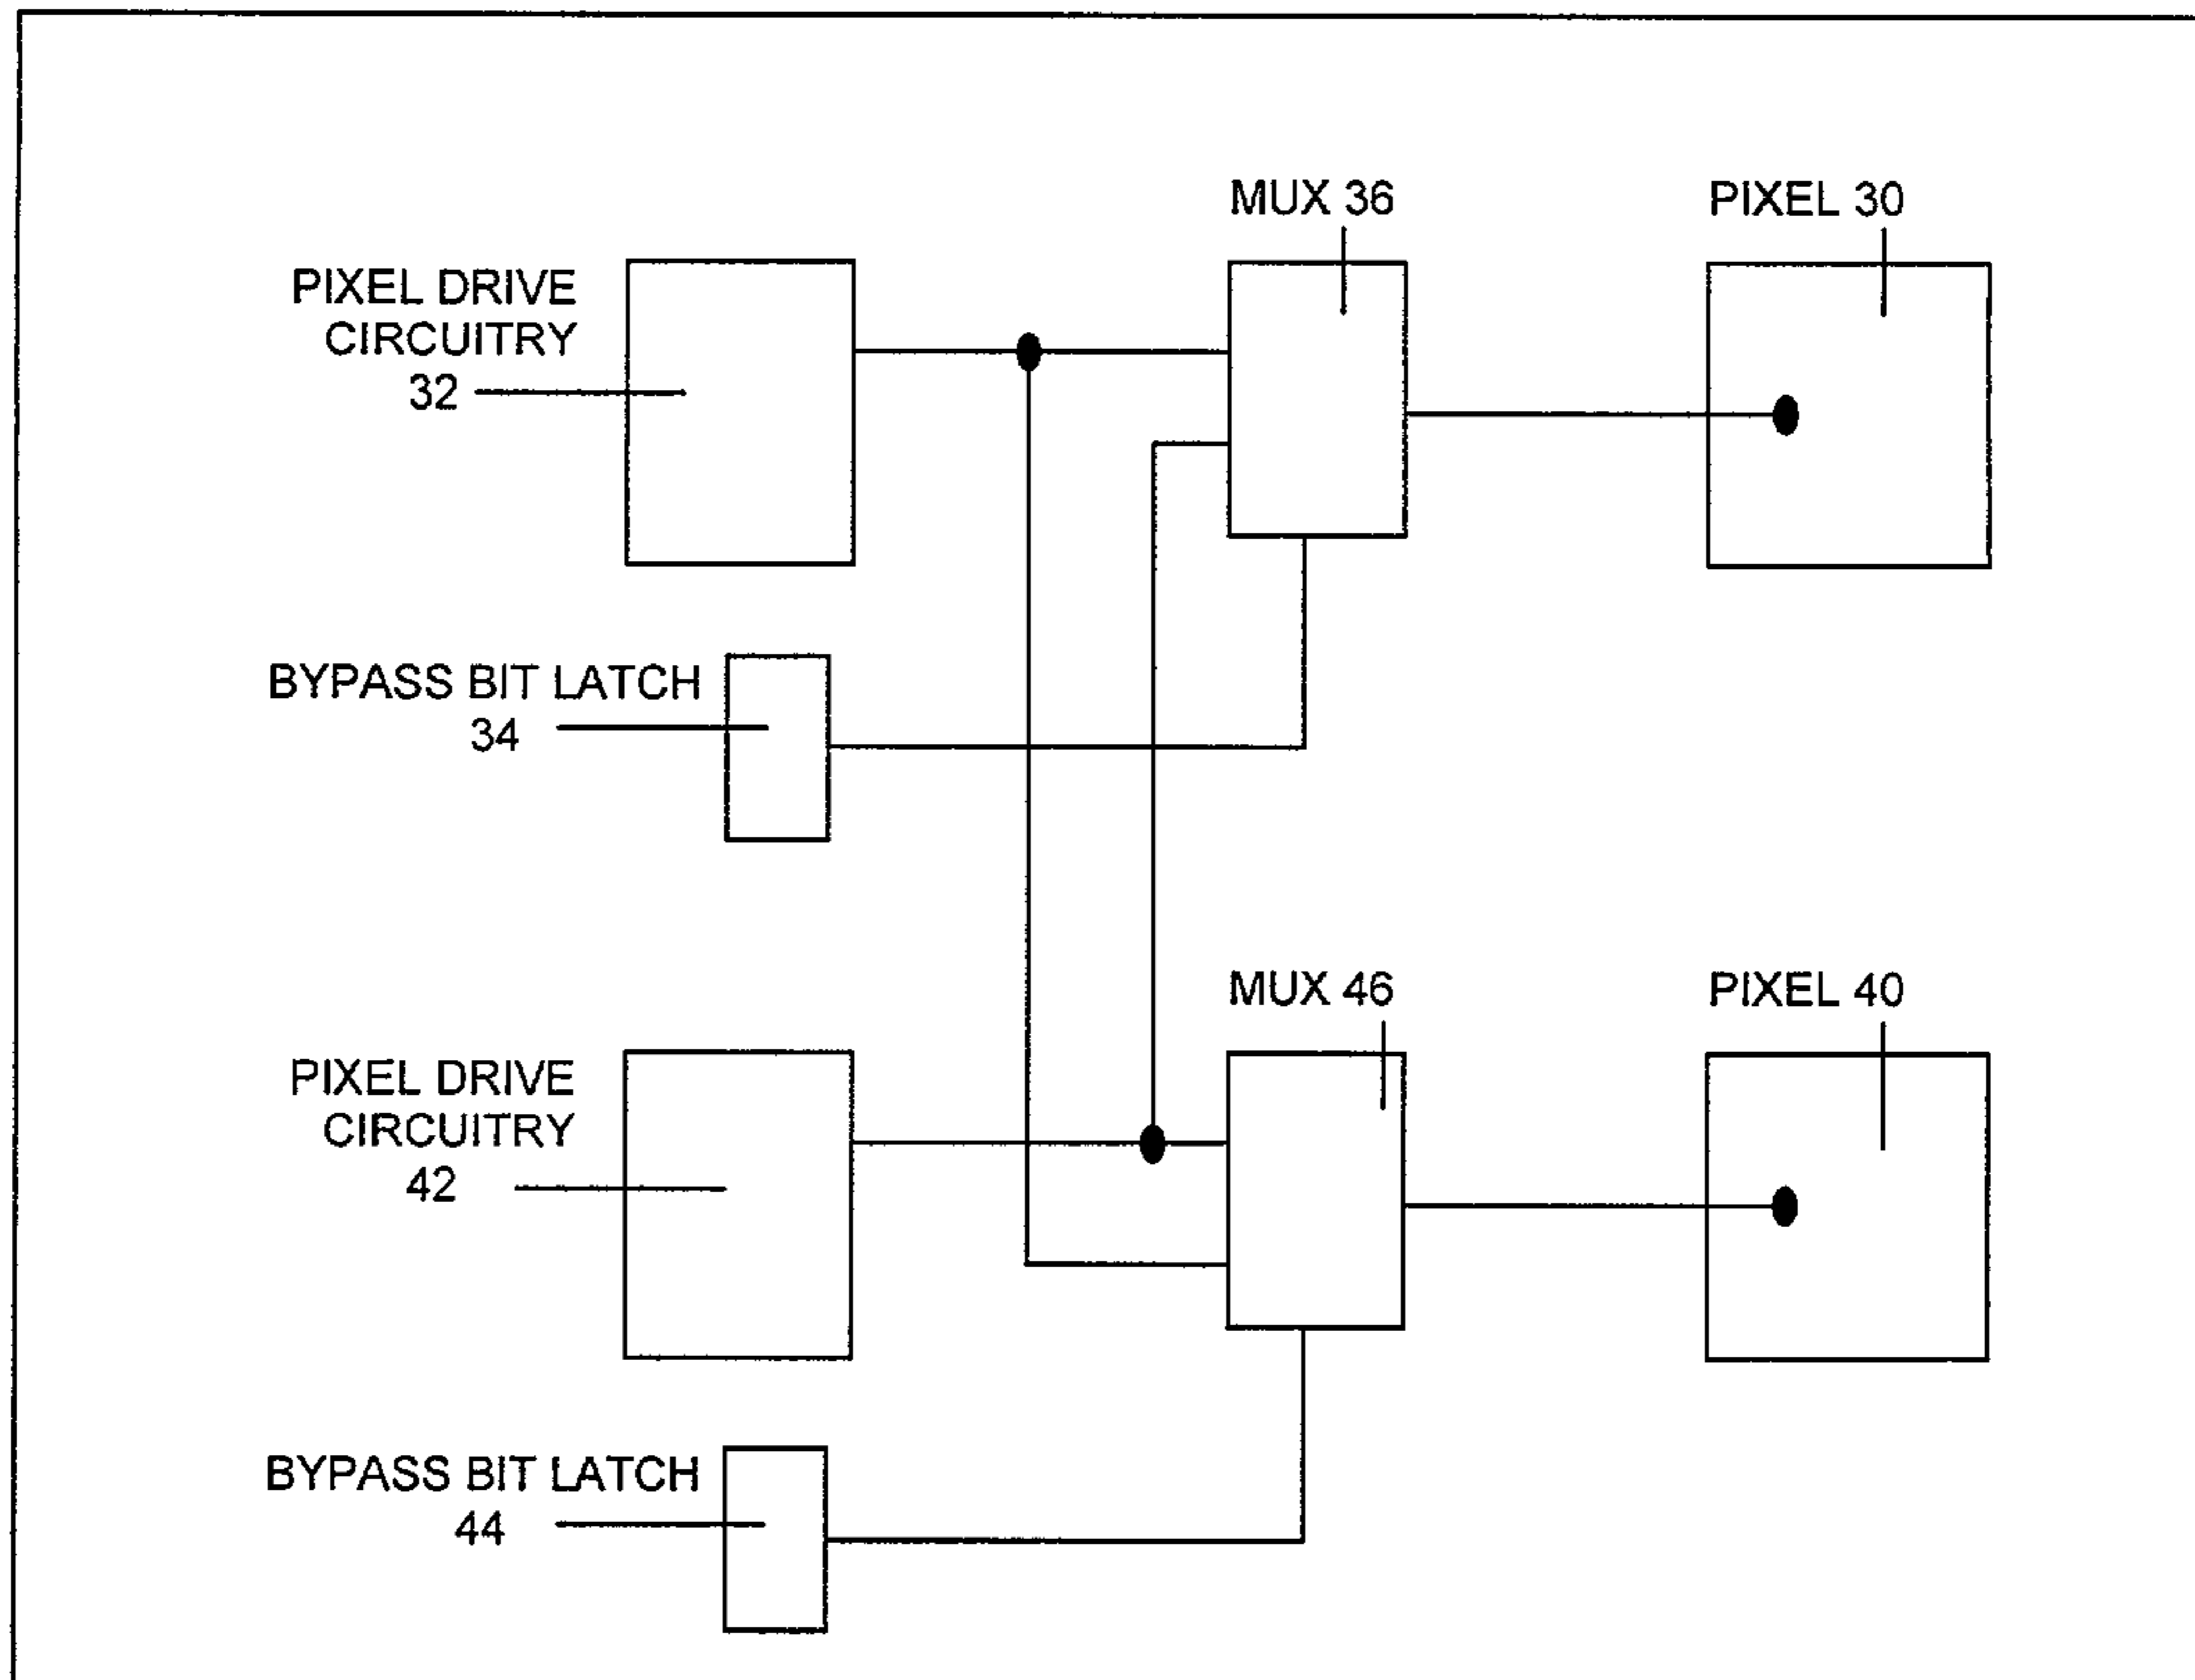 MUX 36
PIXEL 30
PIXEL DRIVE
CIRCUITRY
32
BYPASS BIT LATCH
34
MUX 46
PIXEL 40
PIXEL DRIVE
CIRCUITRY
42
BYPASS BIT LATCH
44